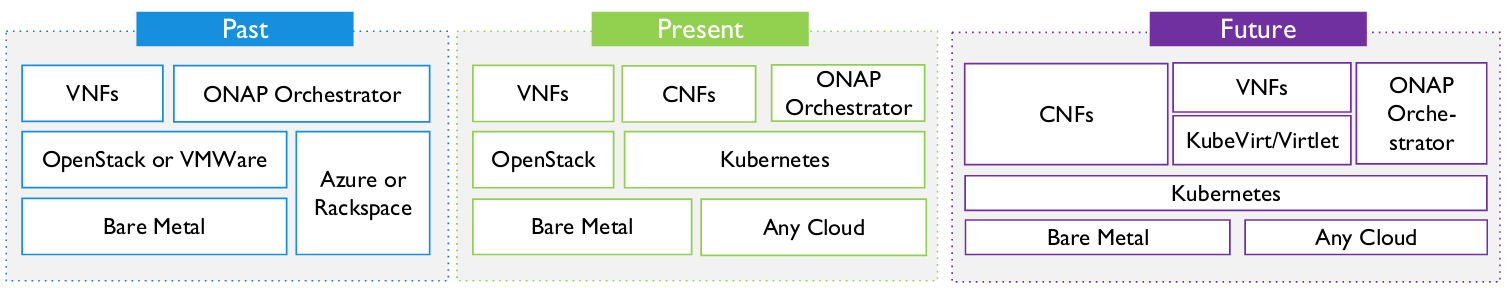 Past
VNFs
ONAP Orchestrator
OpenStack or VMWare
Azure or
Rackspace
Bare Metal
Present
VNFs
CNFs
ONAP
Orchestrator
OpenStack
Kubernetes
Bare Metal
Any Cloud
Future
CNFs
VNFs
KubeVirt/Virtlet
ONAP
Orche-
strator
Kubernetes
Bare Metal
Any Cloud